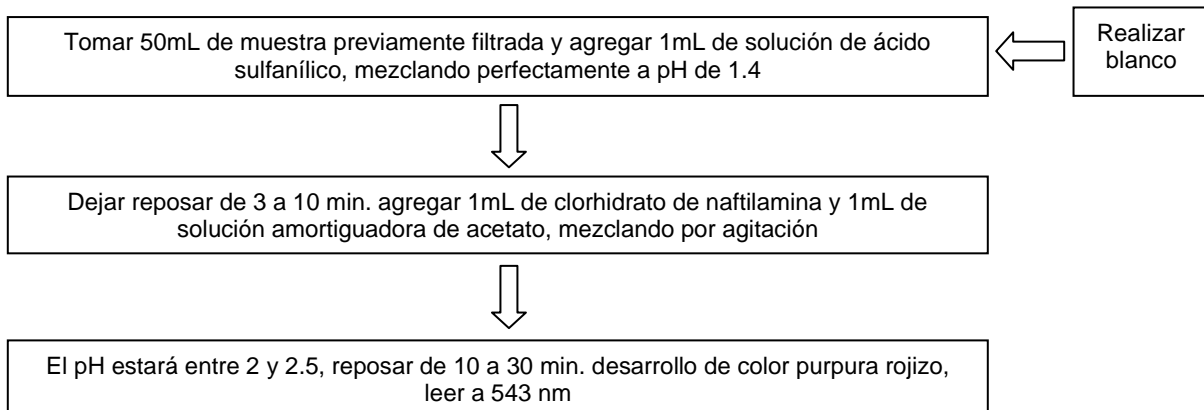 Tomar 50mL de muestra previamente filtrada y agregar 1mL de solución de ácido
sulfanílico, mezclando perfectamente a pH de 1.4
Realizar
blanco
Dejar reposar de 3 a 10 min. agregar 1mL de clorhidrato de naftilamina y 1mL de
solución amortiguadora de acetato, mezclando por agitación
El pH estará entre 2 y 2.5, reposar de 10 a 30 min. desarrollo de color purpura rojizo,
leer a 543 nm